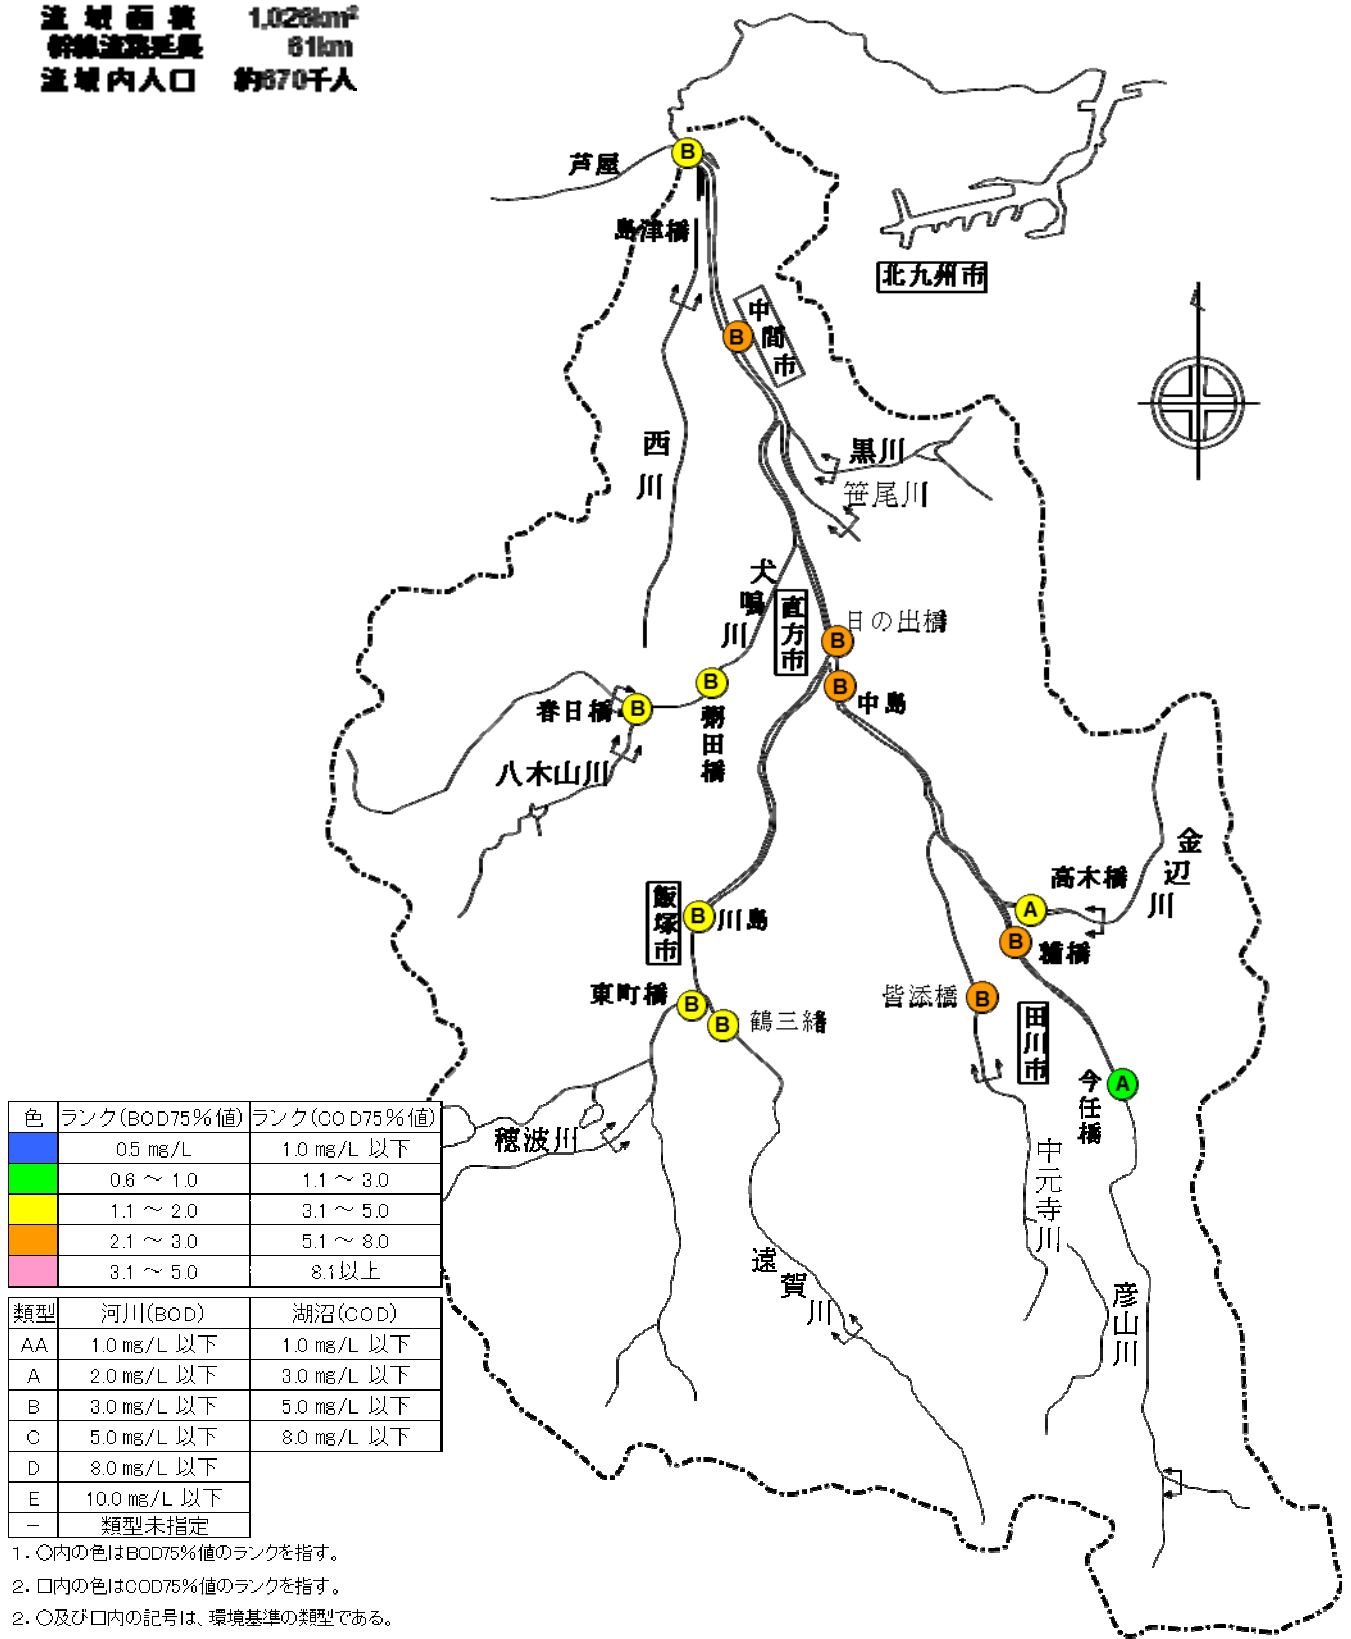 流域面積 1,026km²
幹線流路延長 61km
流域内人口 約670千人
B
芦屋
島津橋
北九州市
中間市
B
西川
黒川
笹尾川
犬鳴川
直方市
日の出橋
B
B
中島
春日橋
B
B
粥田橋
八木山川
金辺川
高木橋
A
B
糒橋
飯塚市
B
川島
東町橋
B
B
鶴三緒
皆添橋
B
田川市
今任橋
A
穂波川
中元寺川
遠賀川
彦山川
色 ランク(BOD75%値) ランク(COD75%値)
0.5 mg/L 1.0 mg/L 以下
0.6 ～ 1.0 1.1 ～ 3.0
1.1 ～ 2.0 3.1 ～ 5.0
2.1 ～ 3.0 5.1 ～ 8.0
3.1 ～ 5.0 8.1以上
類型 河川(BOD) 湖沼(COD)
AA 1.0 mg/L 以下 1.0 mg/L 以下
A 2.0 mg/L 以下 3.0 mg/L 以下
B 3.0 mg/L 以下 5.0 mg/L 以下
C 5.0 mg/L 以下 8.0 mg/L 以下
D 8.0 mg/L 以下
E 10.0 mg/L 以下
－ 類型未指定
1．○内の色はBOD75%値のランクを指す。
2．□内の色はCOD75%値のランクを指す。
2．○及び□内の記号は、環境基準の類型である。